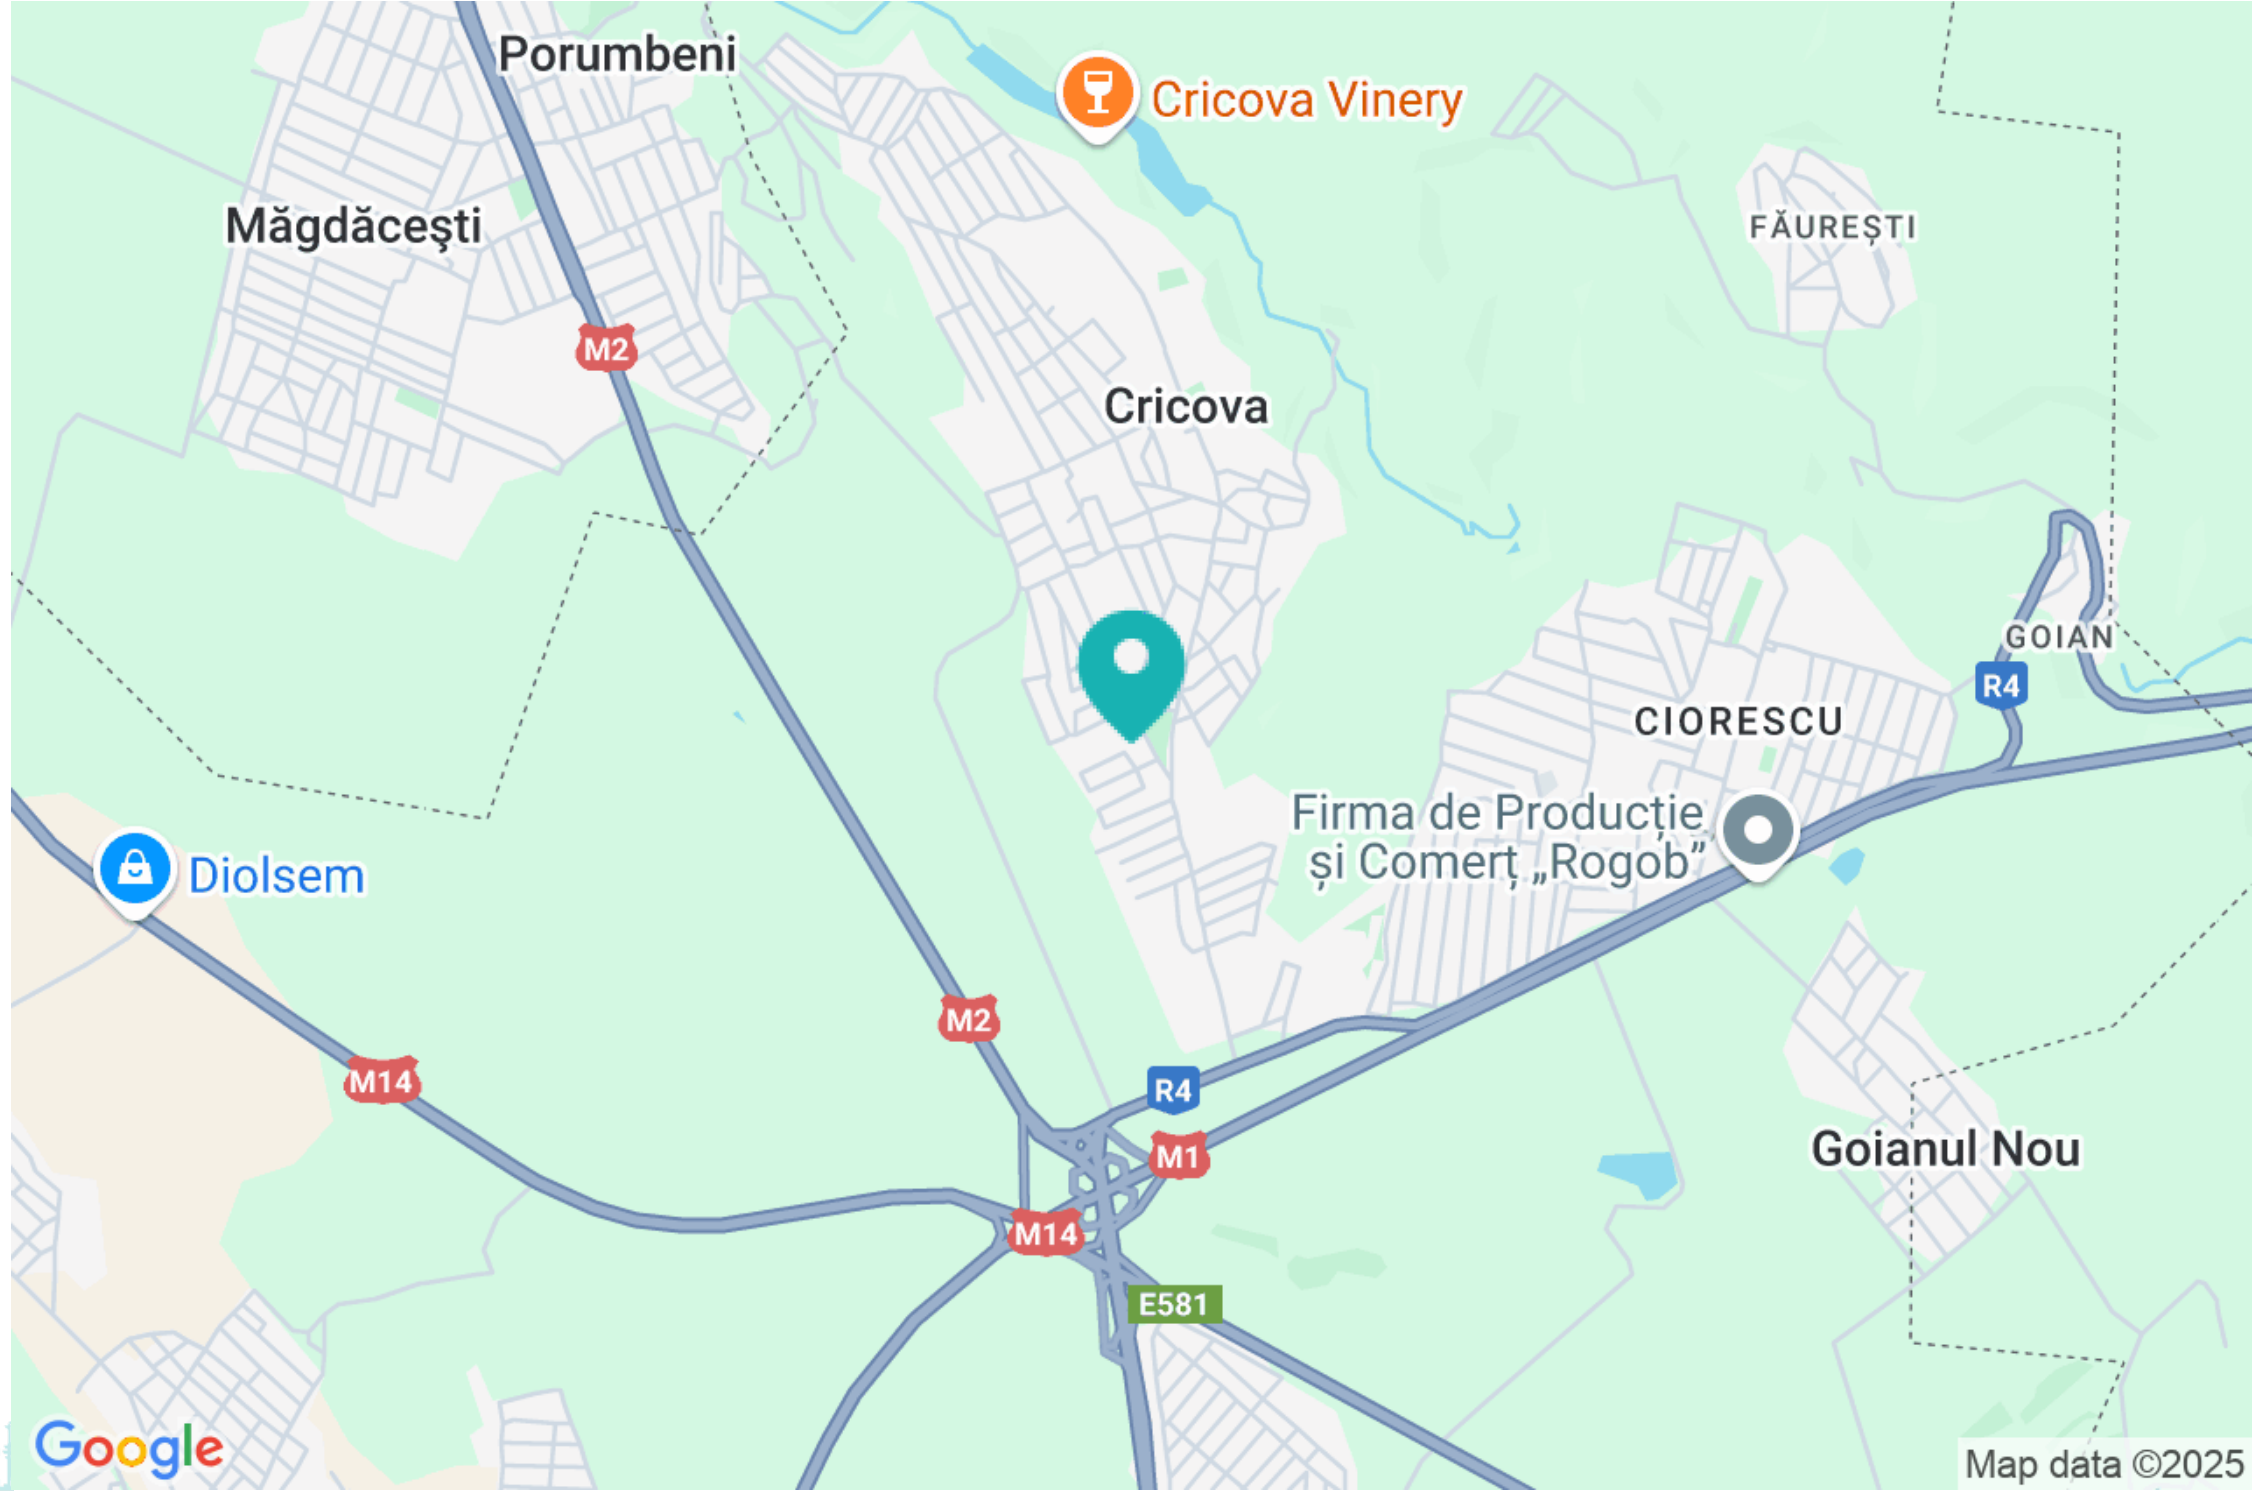 Porumbeni
Cricova Vinery
Măgdăceşti
FĂUREȘTI
M2
Cricova
GOIAN
R4
CIORESCU
Firma de Producție
și Comerț „Rogob”
Diolsem
M2
M14
R4
M1
Goianul Nou
M14
E581
Google
Map data ©2025